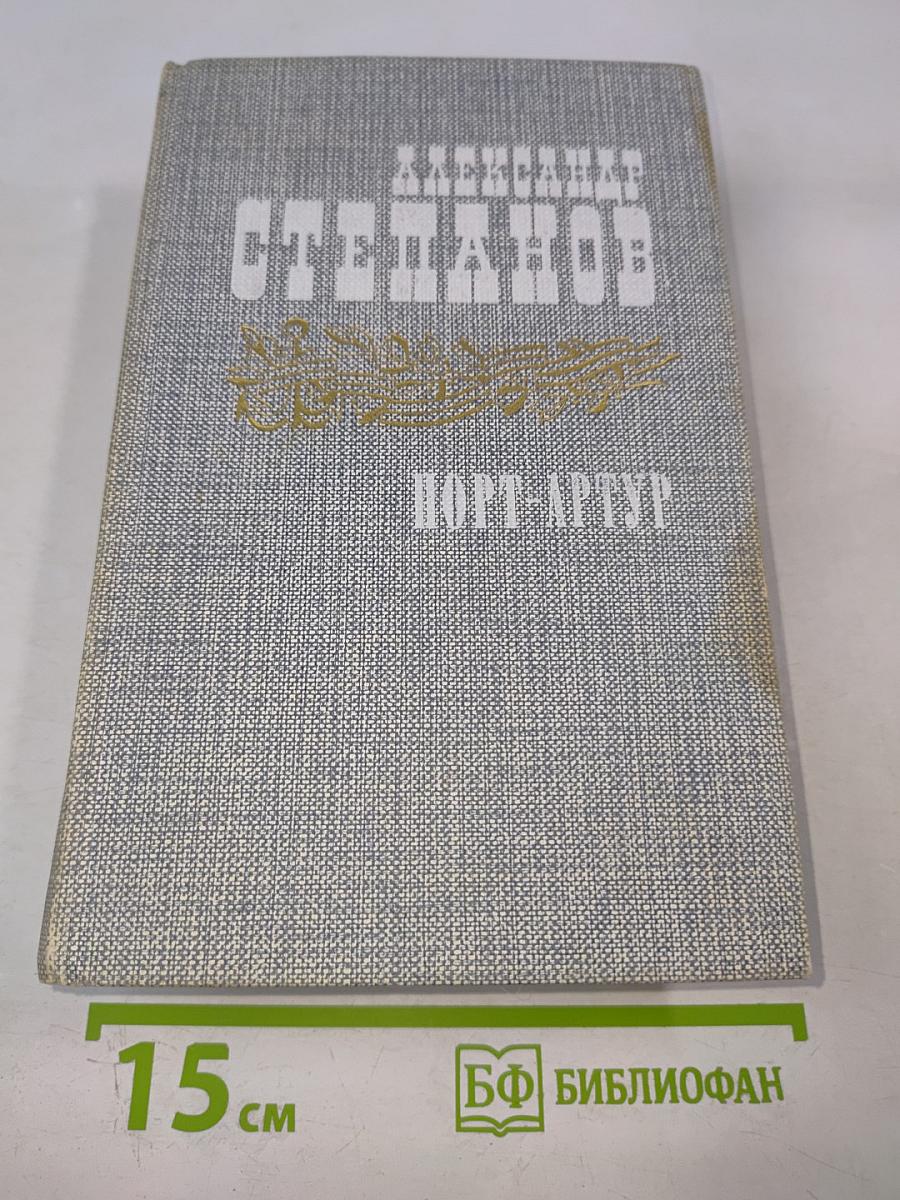 АЛЕКСАНДР
СТЕПАНОВ
ПОРТ-АРТУР
15 см
БФ БИБЛИОФАН